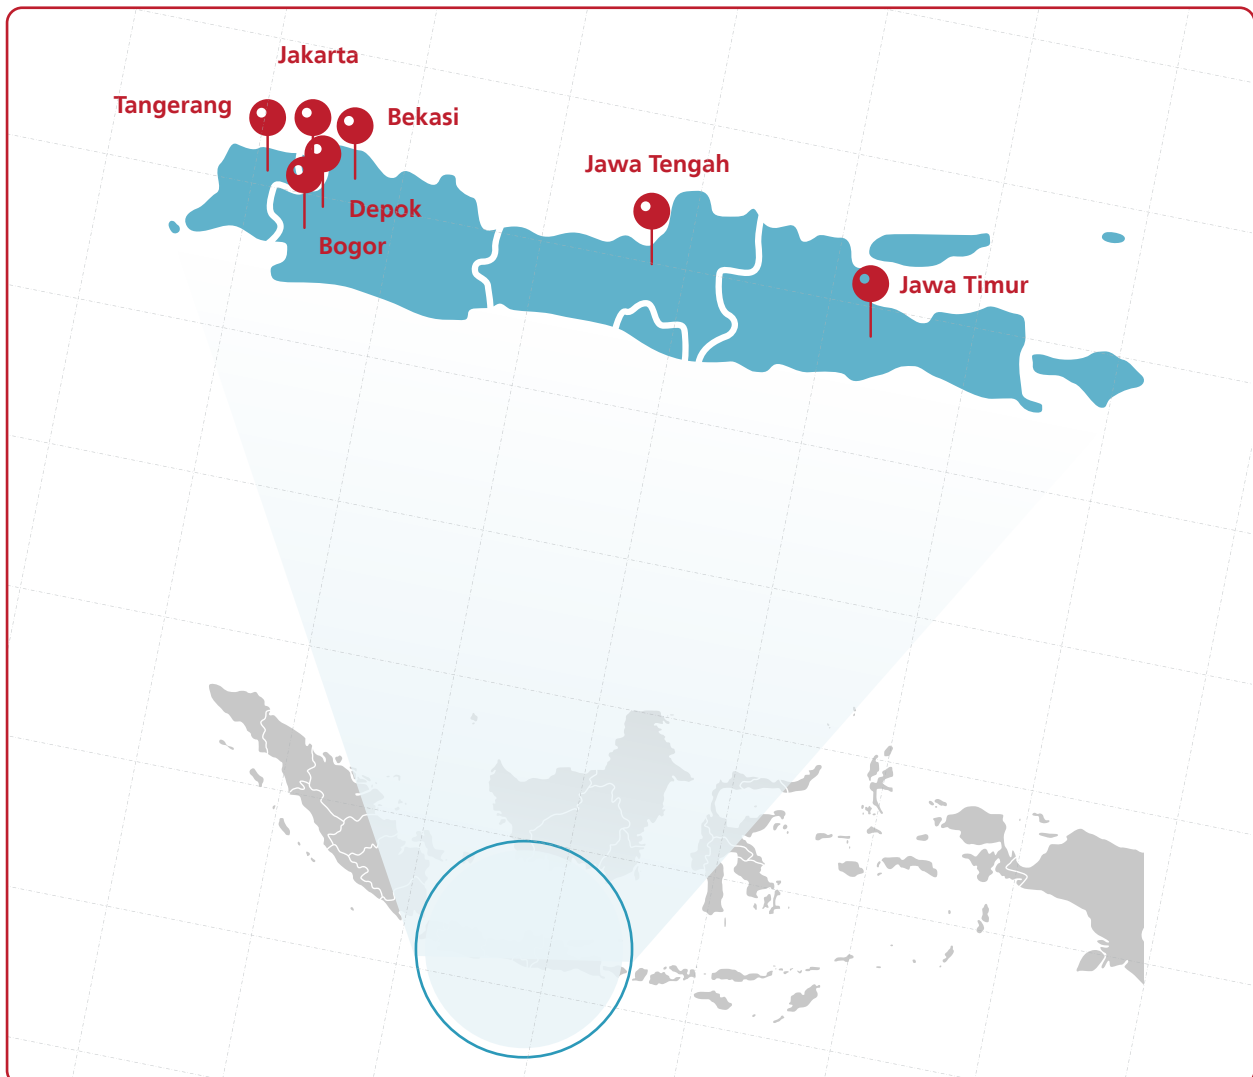 Jakarta
Tangerang
Bekasi
Jawa Tengah
Depok
Bogor
Jawa Timur